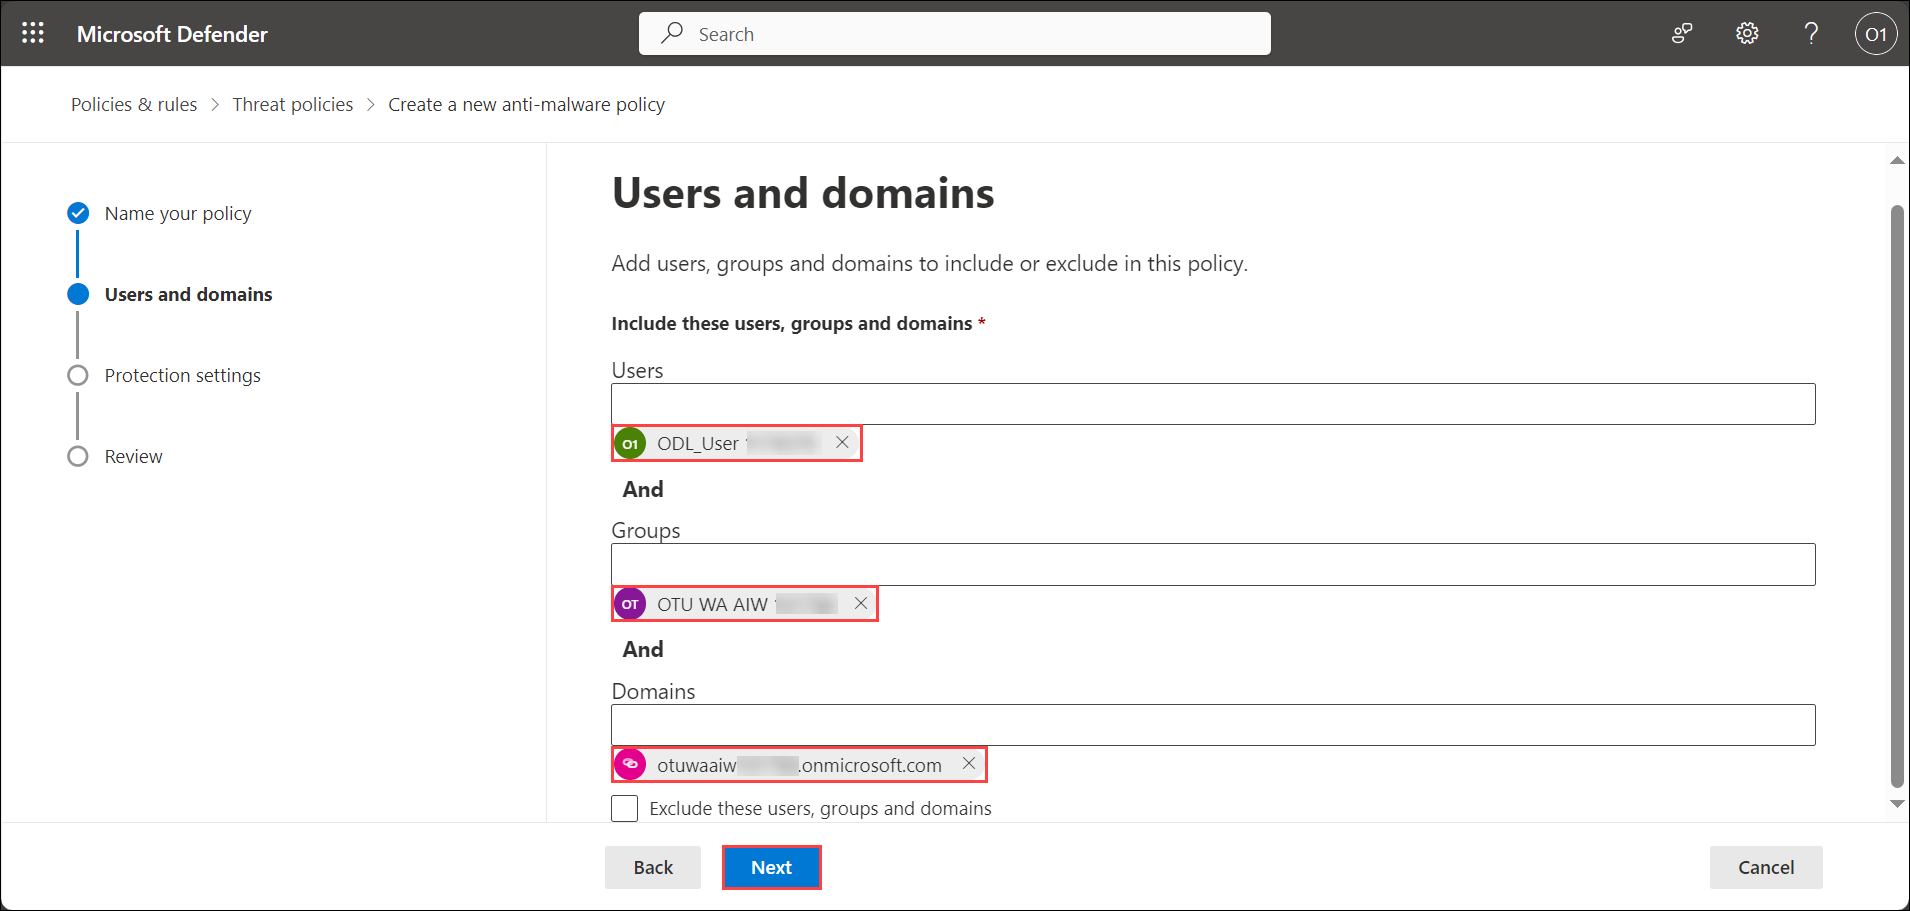 Microsoft Defender
Search
O1
Policies & rules > Threat policies > Create a new anti-malware policy
Name your policy
Users and domains
Protection settings
Review
Users and domains
Add users, groups and domains to include or exclude in this policy.
Include these users, groups and domains *
Users
O1 ODL_User
And
Groups
OT OTU WA AIW
And
Domains
otuwaaiw .onmicrosoft.com
Exclude these users, groups and domains
Back
Next
Cancel